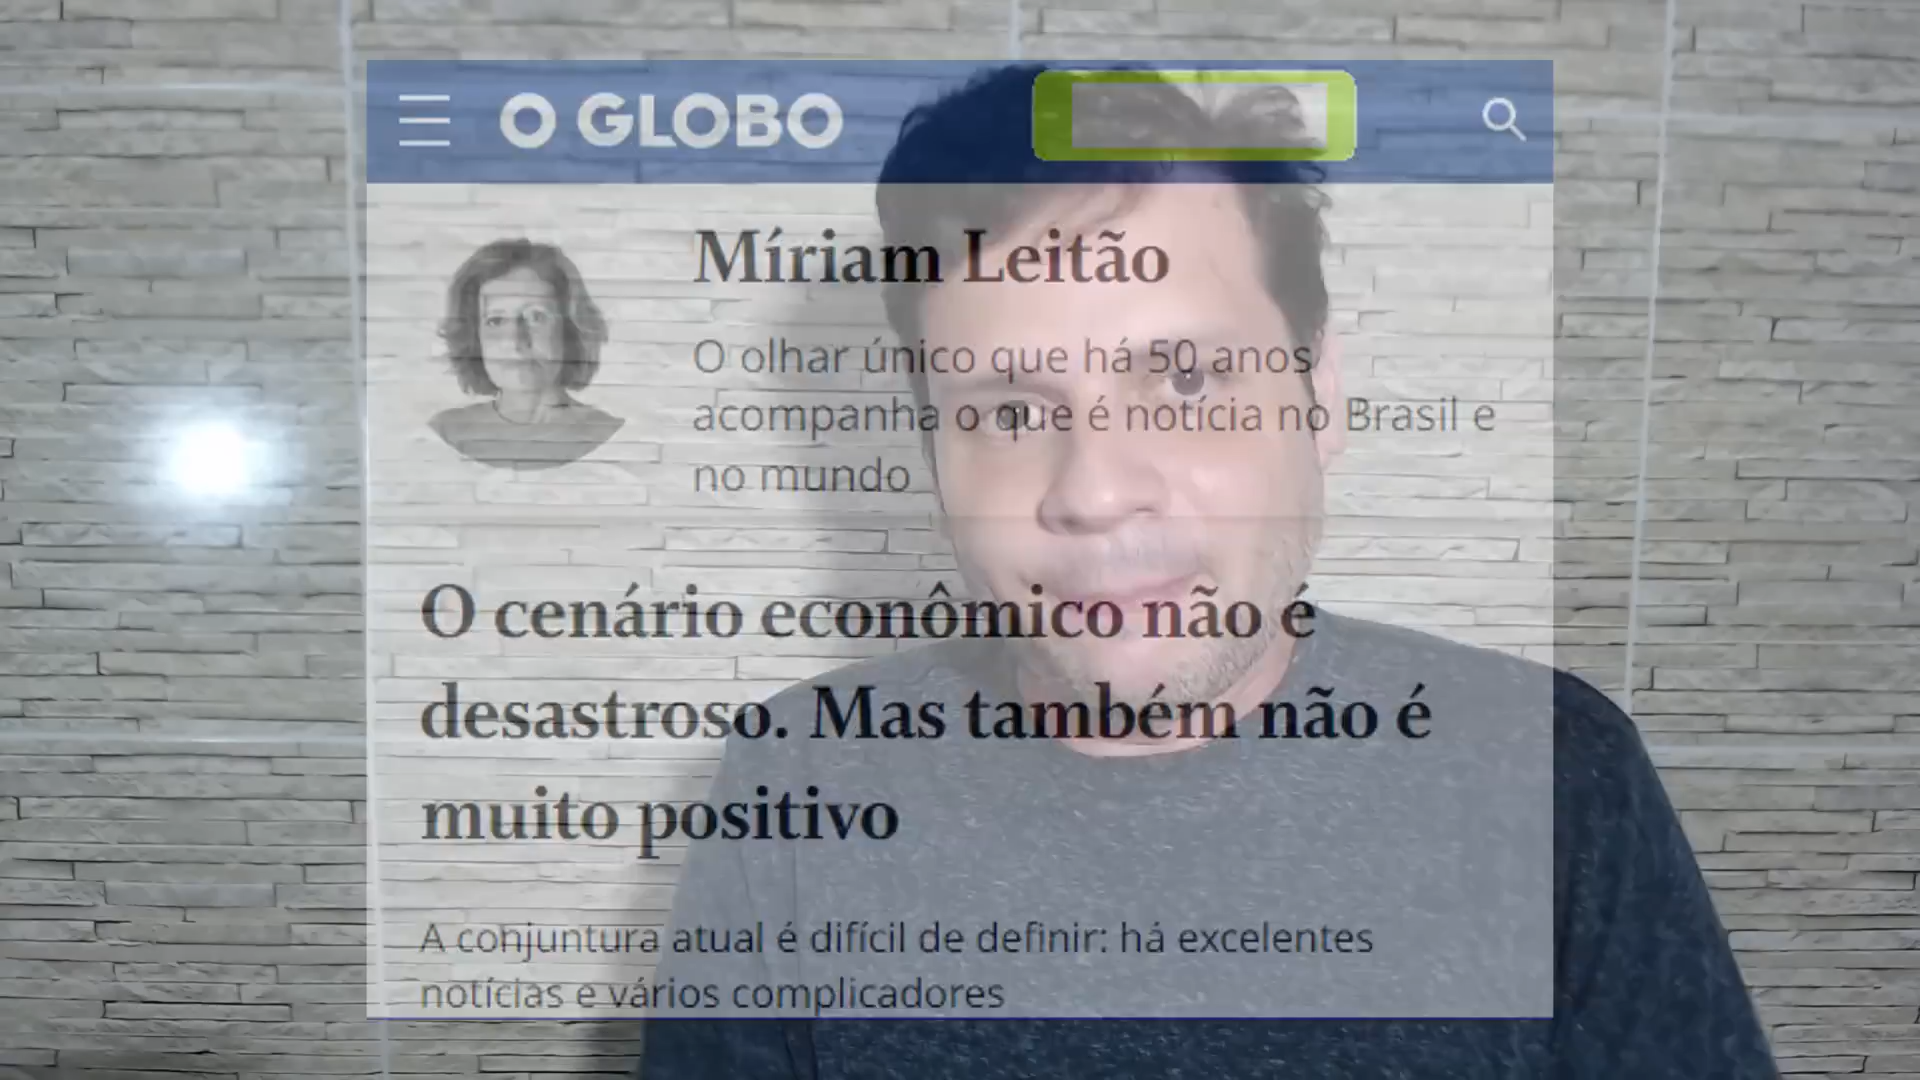 O GLOBO
Míriam Leitão
O olhar único que há 50 anos
acompanha o que é notícia no Brasil e
no mundo
O cenário econômico não é
desastroso. Mas também não é
muito positivo
A conjuntura atual é difícil de definir: há excelentes
notícias e vários complicadores